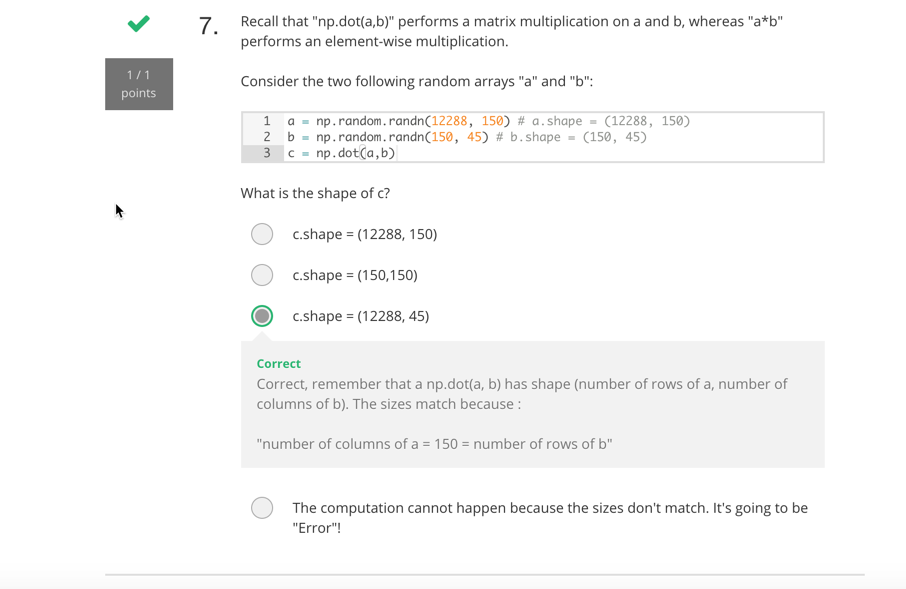 7.
Recall that "np.dot(a,b)" performs a matrix multiplication on a and b, whereas "a*b"
performs an element-wise multiplication.
1 / 1
points
Consider the two following random arrays "a" and "b":
1 a = np.random.randn(12288, 150) # a.shape = (12288, 150)
2 b = np.random.randn(150, 45) # b.shape = (150, 45)
3 c = np.dot(a,b)
What is the shape of c?
c.shape = (12288, 150)
c.shape = (150,150)
c.shape = (12288, 45)
Correct
Correct, remember that a np.dot(a, b) has shape (number of rows of a, number of
columns of b). The sizes match because :
"number of columns of a = 150 = number of rows of b"
The computation cannot happen because the sizes don't match. It's going to be
"Error"!